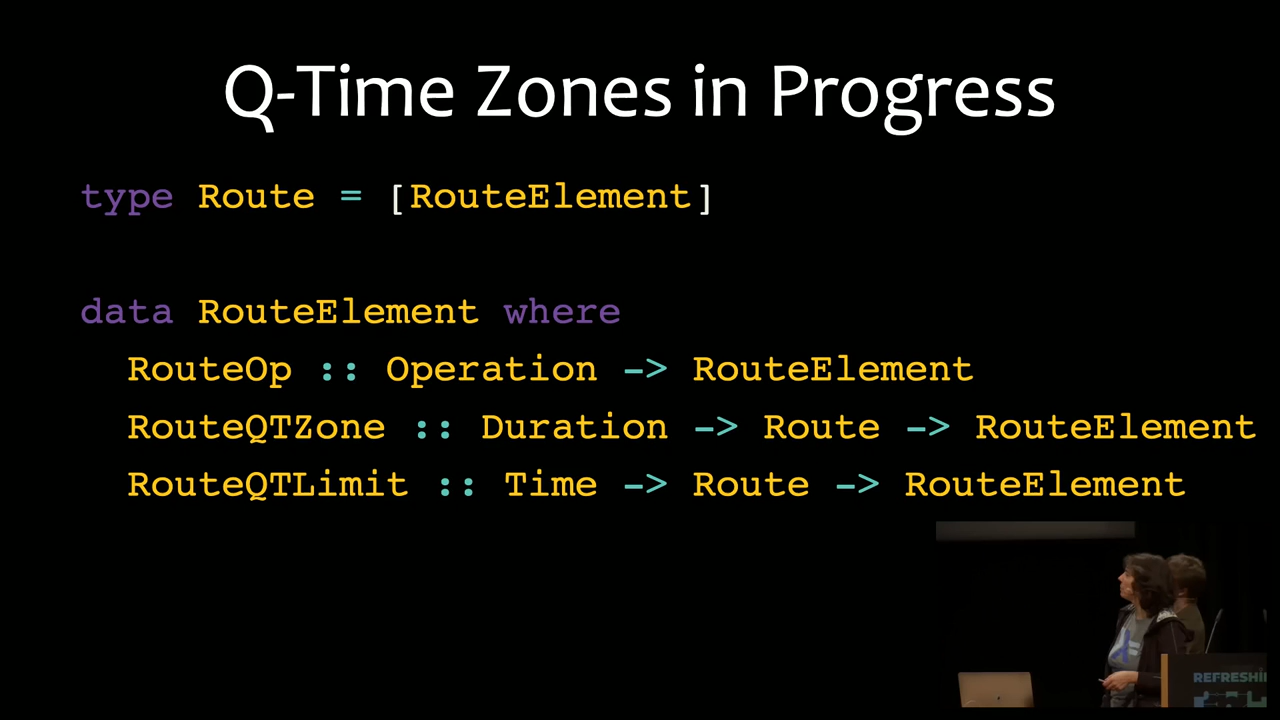 Q-Time Zones in Progress
type Route = [RouteElement]
data RouteElement where
RouteOp :: Operation -> RouteElement
RouteQTZone :: Duration -> Route -> RouteElement
RouteQTLimit :: Time -> Route -> RouteElement